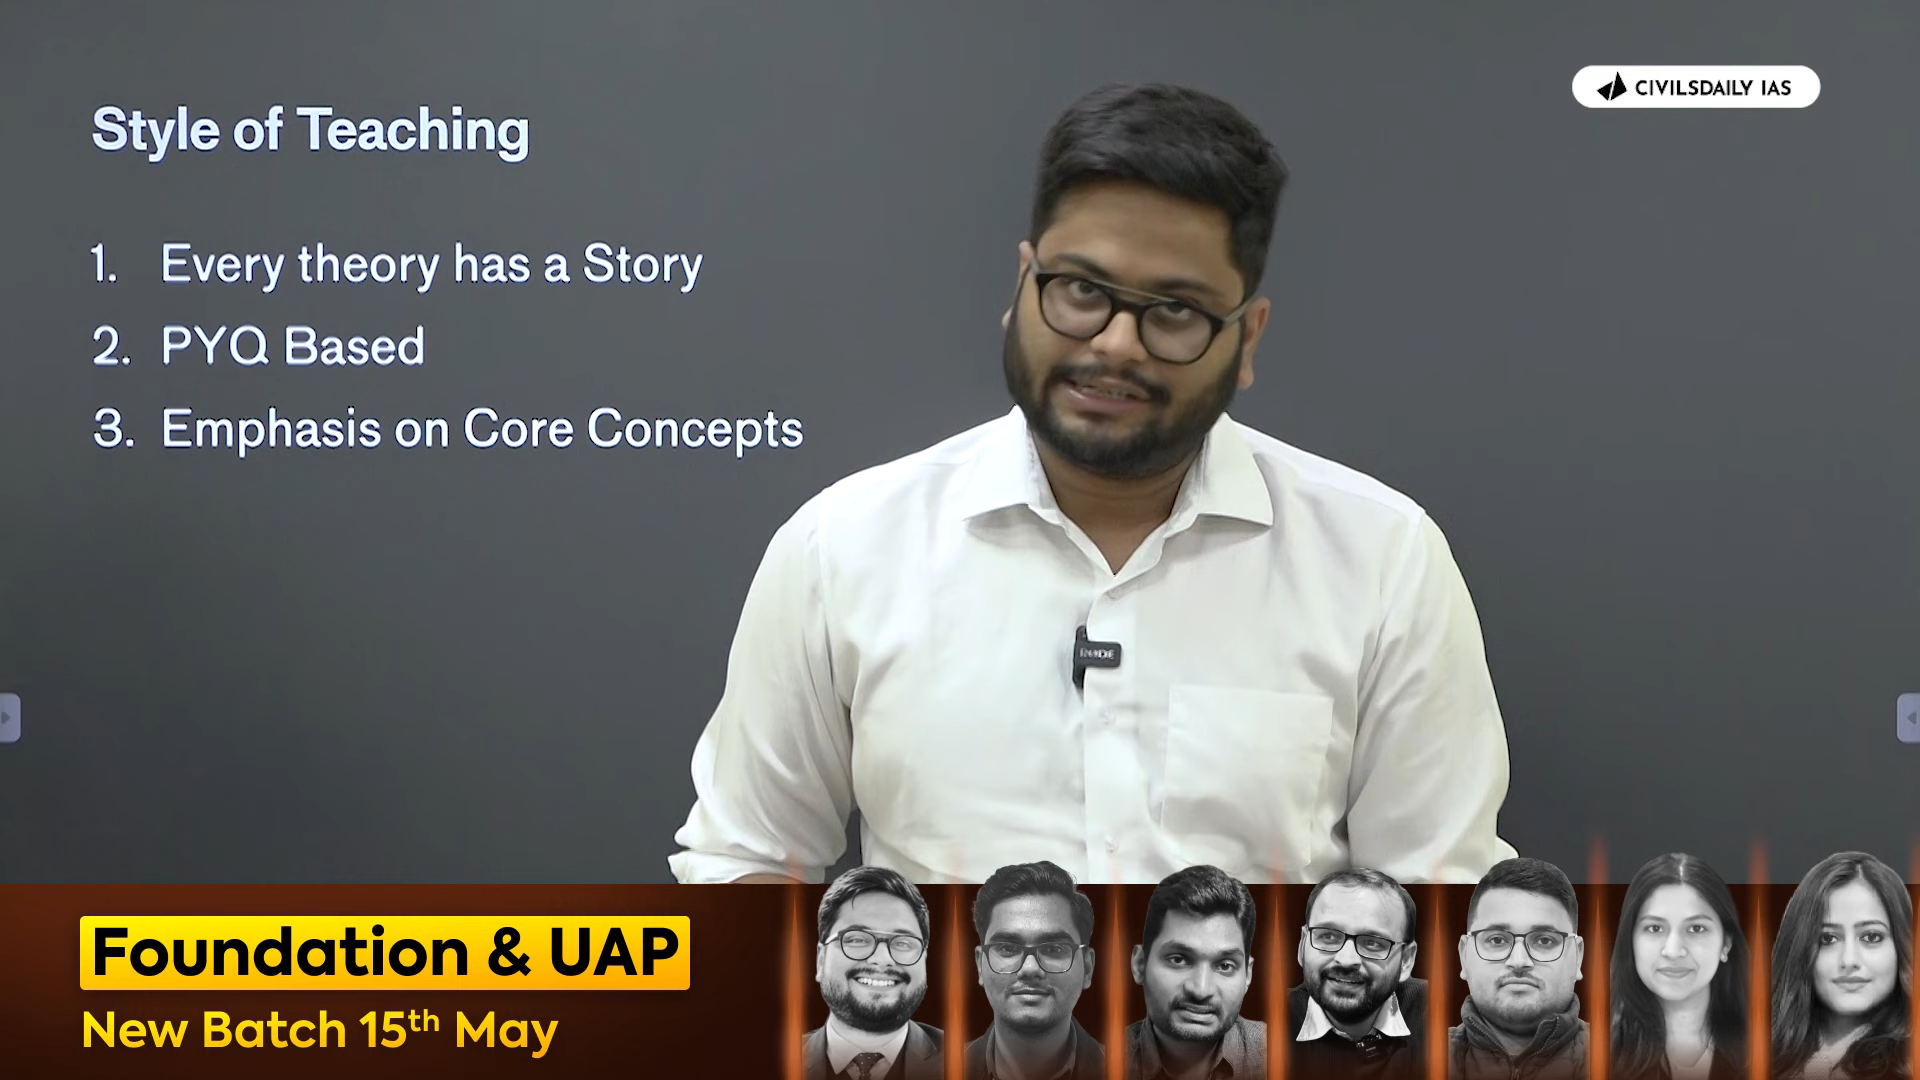 CIVILSDAILY IAS
Style of Teaching
1. Every theory has a Story
2. PYQ Based
3. Emphasis on Core Concepts
RODE
Foundation & UAP
New Batch 15th May